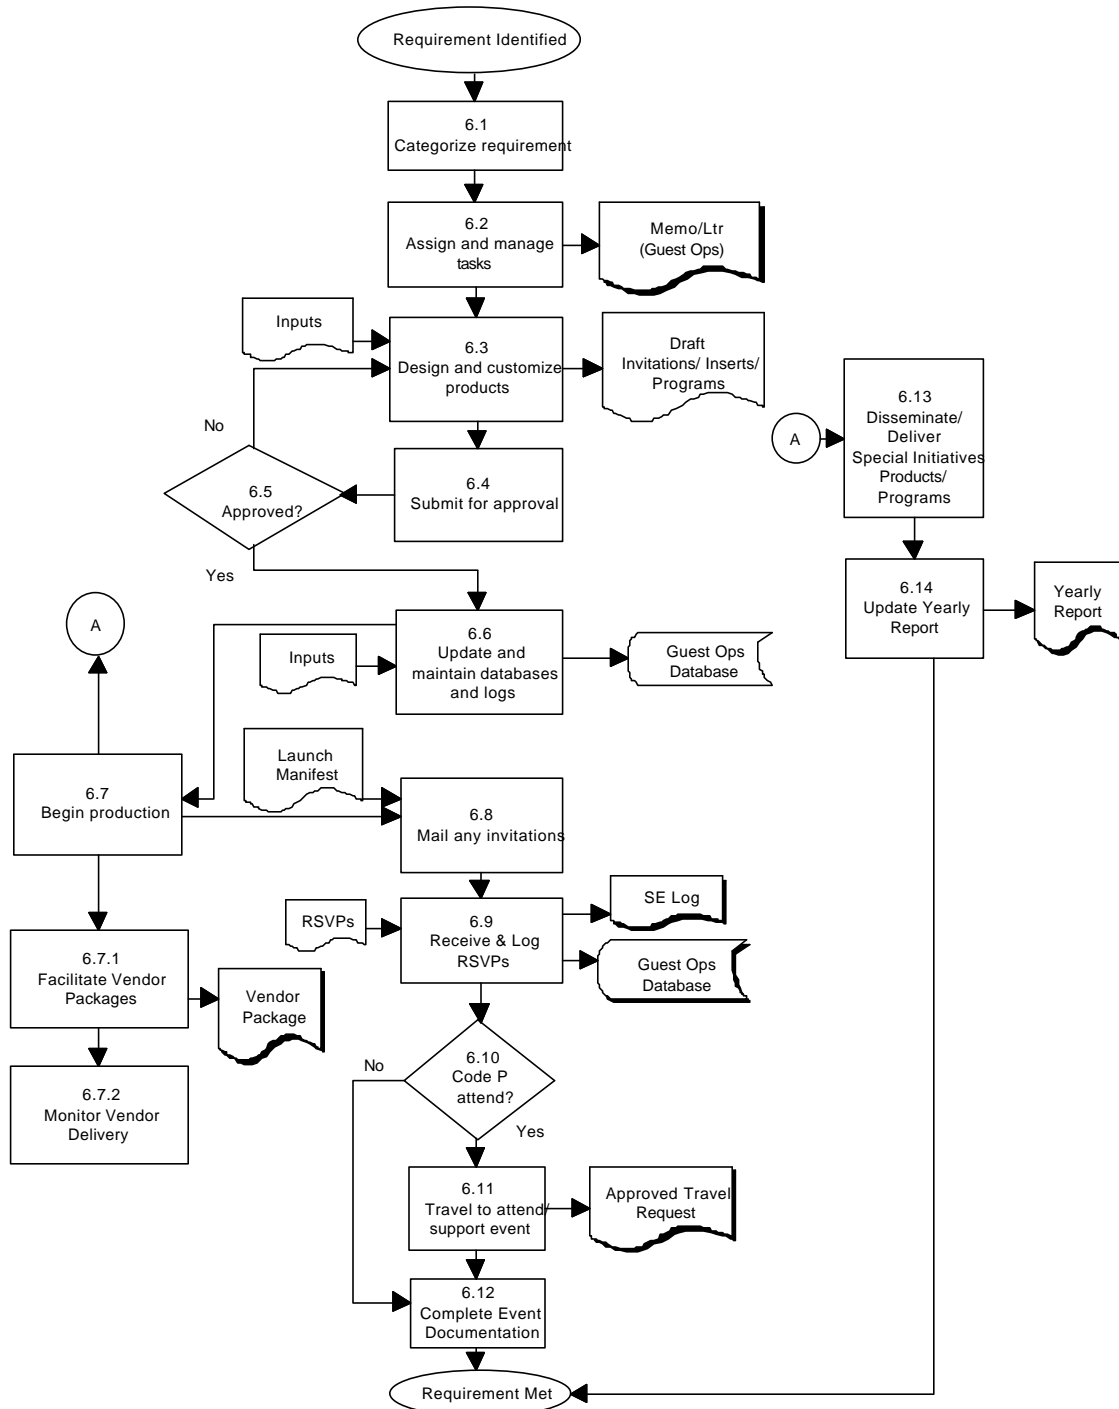 Requirement Identified
6.1
Categorize requirement
6.2
Assign and manage
tasks
Memo/Ltr
(Guest Ops)
Inputs
6.3
Design and customize
products
Draft
Invitations/ Inserts/
Programs
No
6.5
Approved?
6.4
Submit for approval
A
6.13
Disseminate/
Deliver
Special Initiatives
Products/
Programs
Yes
A
Inputs
6.6
Update and
maintain databases
and logs
Guest Ops
Database
6.14
Update Yearly
Report
Yearly
Report
6.7
Begin production
Launch
Manifest
6.8
Mail any invitations
RSVPs
6.9
Receive & Log
RSVPs
SE Log
Guest Ops
Database
6.7.1
Facilitate Vendor
Packages
Vendor
Package
6.7.2
Monitor Vendor
Delivery
No
6.10
Code P
attend?
Yes
6.11
Travel to attend/
support event
Approved Travel
Request
6.12
Complete Event
Documentation
Requirement Met